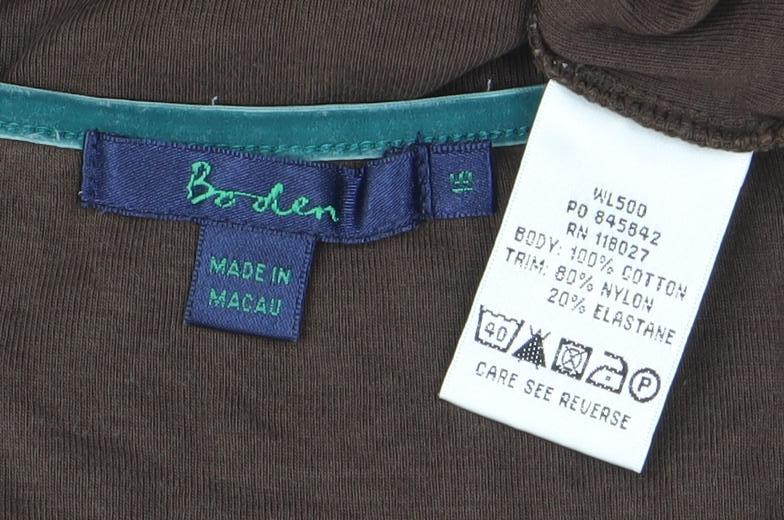 Boden
MADE IN
MACAU
WL500
PO 845842
RN 118027
BODY: 100% COTTON
TRIM: 80% NYLON
20% ELASTANE
40
P
CARE SEE REVERSE